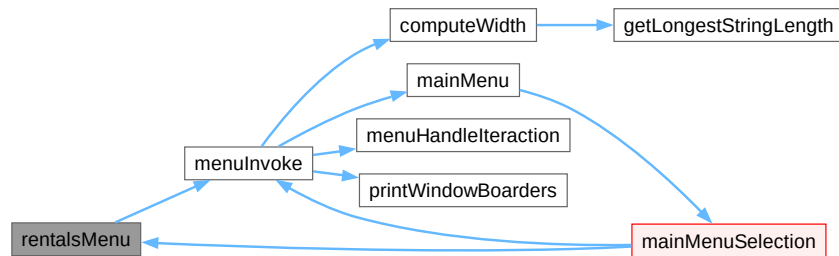 computeWidth
getLongestStringLength
mainMenu
menuHandleIteraction
menuInvoke
printWindowBoarders
rentalsMenu
mainMenuSelection